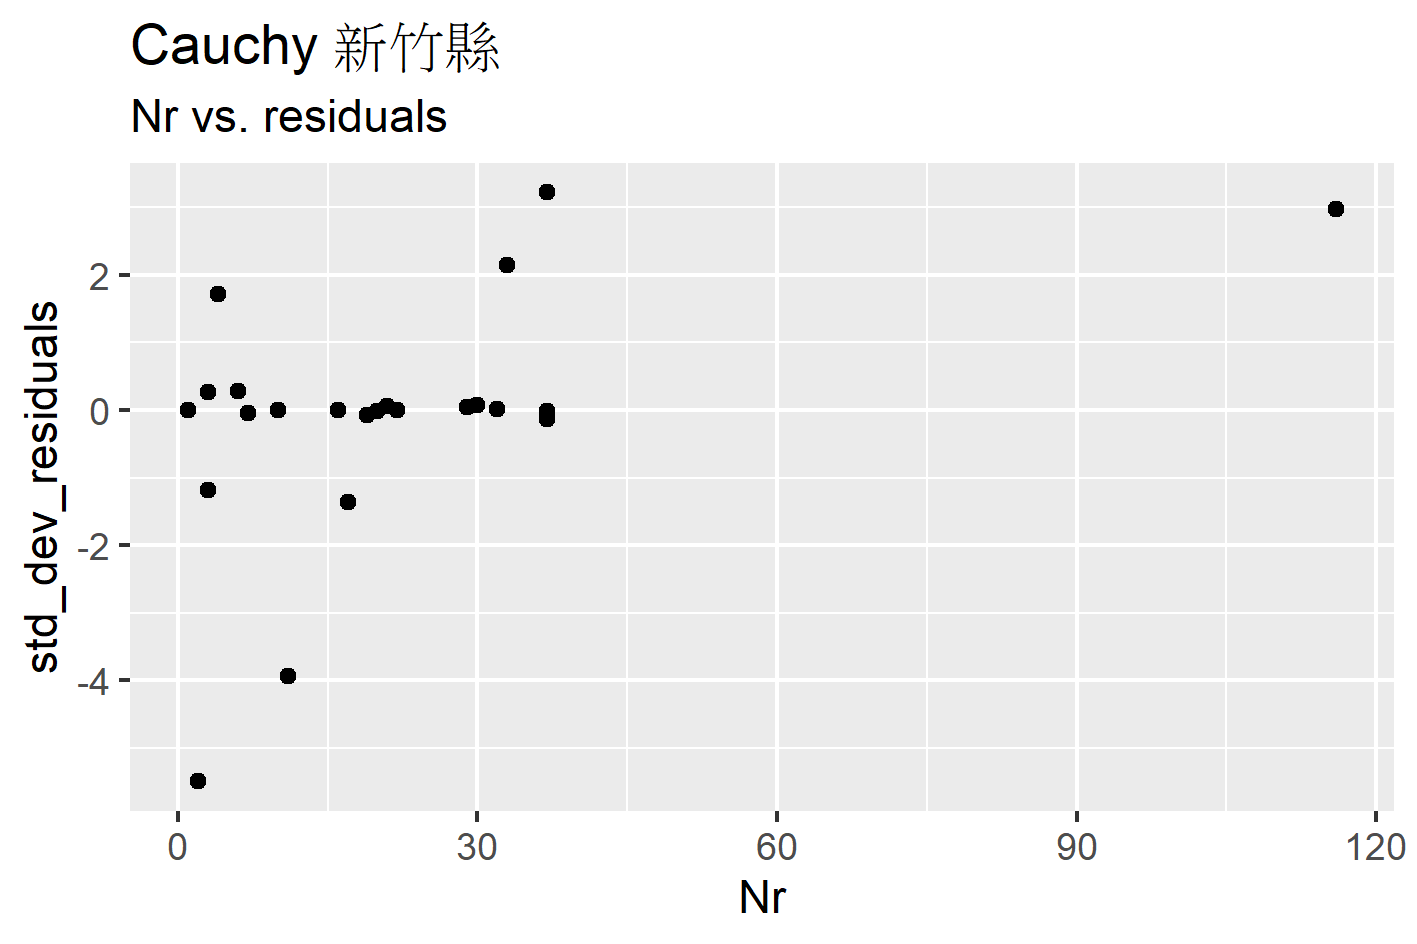 Cauchy 新竹縣
Nr vs. residuals
std_dev_residuals
2
0
-2
-4
0 30 60 90 120
Nr